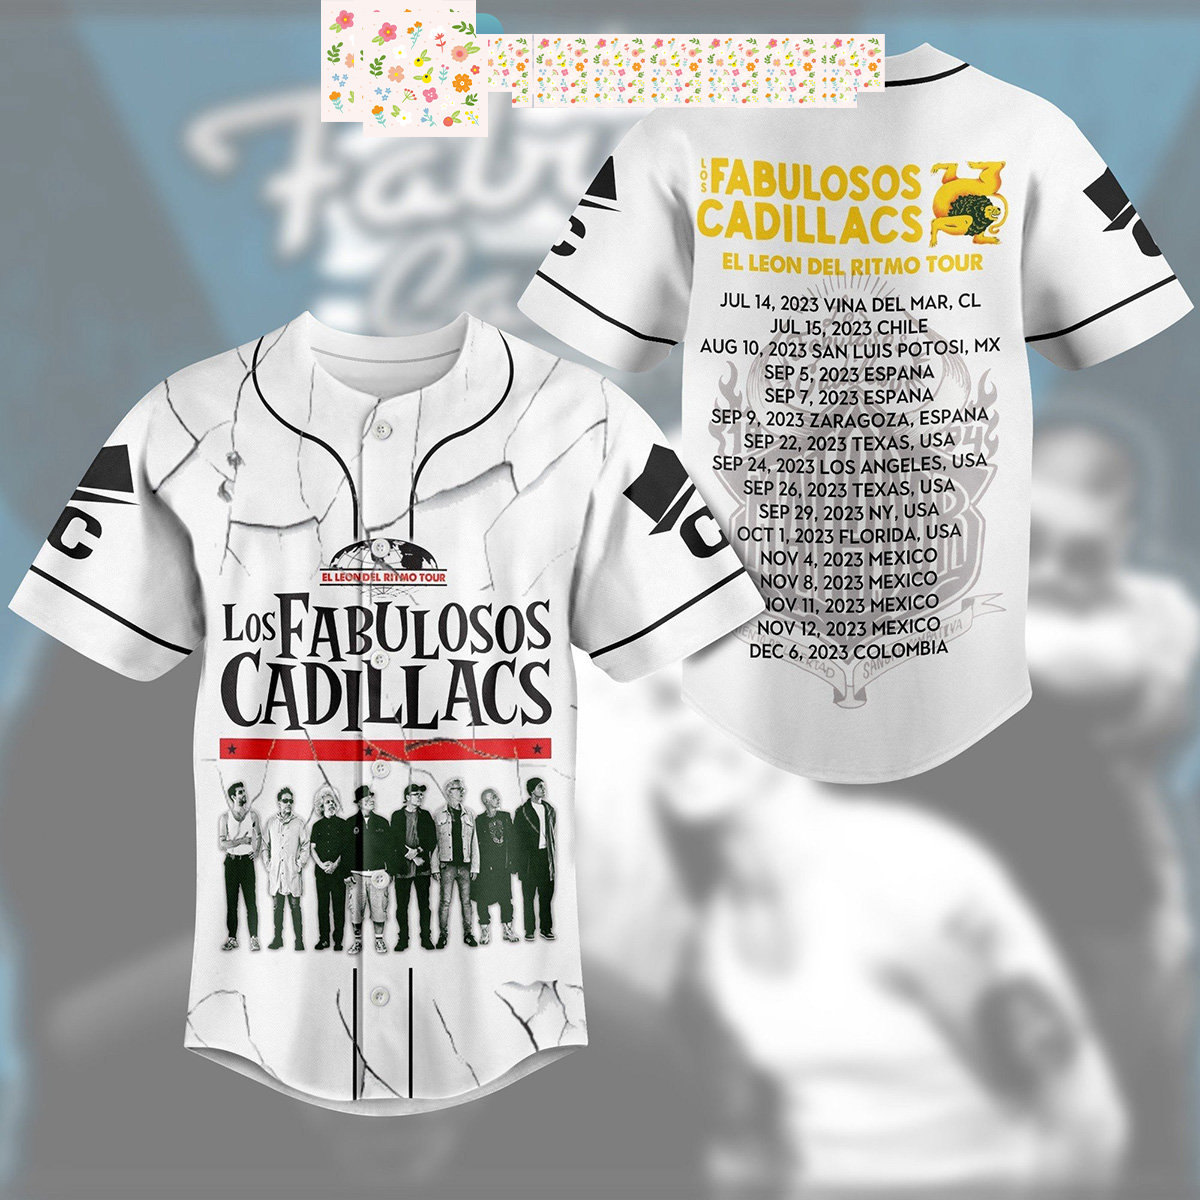 LOS FABULOSOS
CADILLACS
EL LEON DEL RITMO TOUR
JUL 14, 2023 VINA DEL MAR, CL
JUL 15, 2023 CHILE
AUG 10, 2023 SAN LUIS POTOSI, MX
SEP 5, 2023 ESPANA
SEP 7, 2023 ESPANA
SEP 9, 2023 ZARAGOZA, ESPANA
SEP 22, 2023 TEXAS, USA
SEP 24, 2023 LOS ANGELES, USA
SEP 26, 2023 TEXAS, USA
SEP 29, 2023 NY, USA
OCT 1, 2023 FLORIDA, USA
NOV 4, 2023 MEXICO
NOV 8, 2023 MEXICO
NOV 11, 2023 MEXICO
NOV 12, 2023 MEXICO
DEC 6, 2023 COLOMBIA
EL LEON DEL RITMO TOUR
LOS FABULOSOS
CADILLACS
C
C